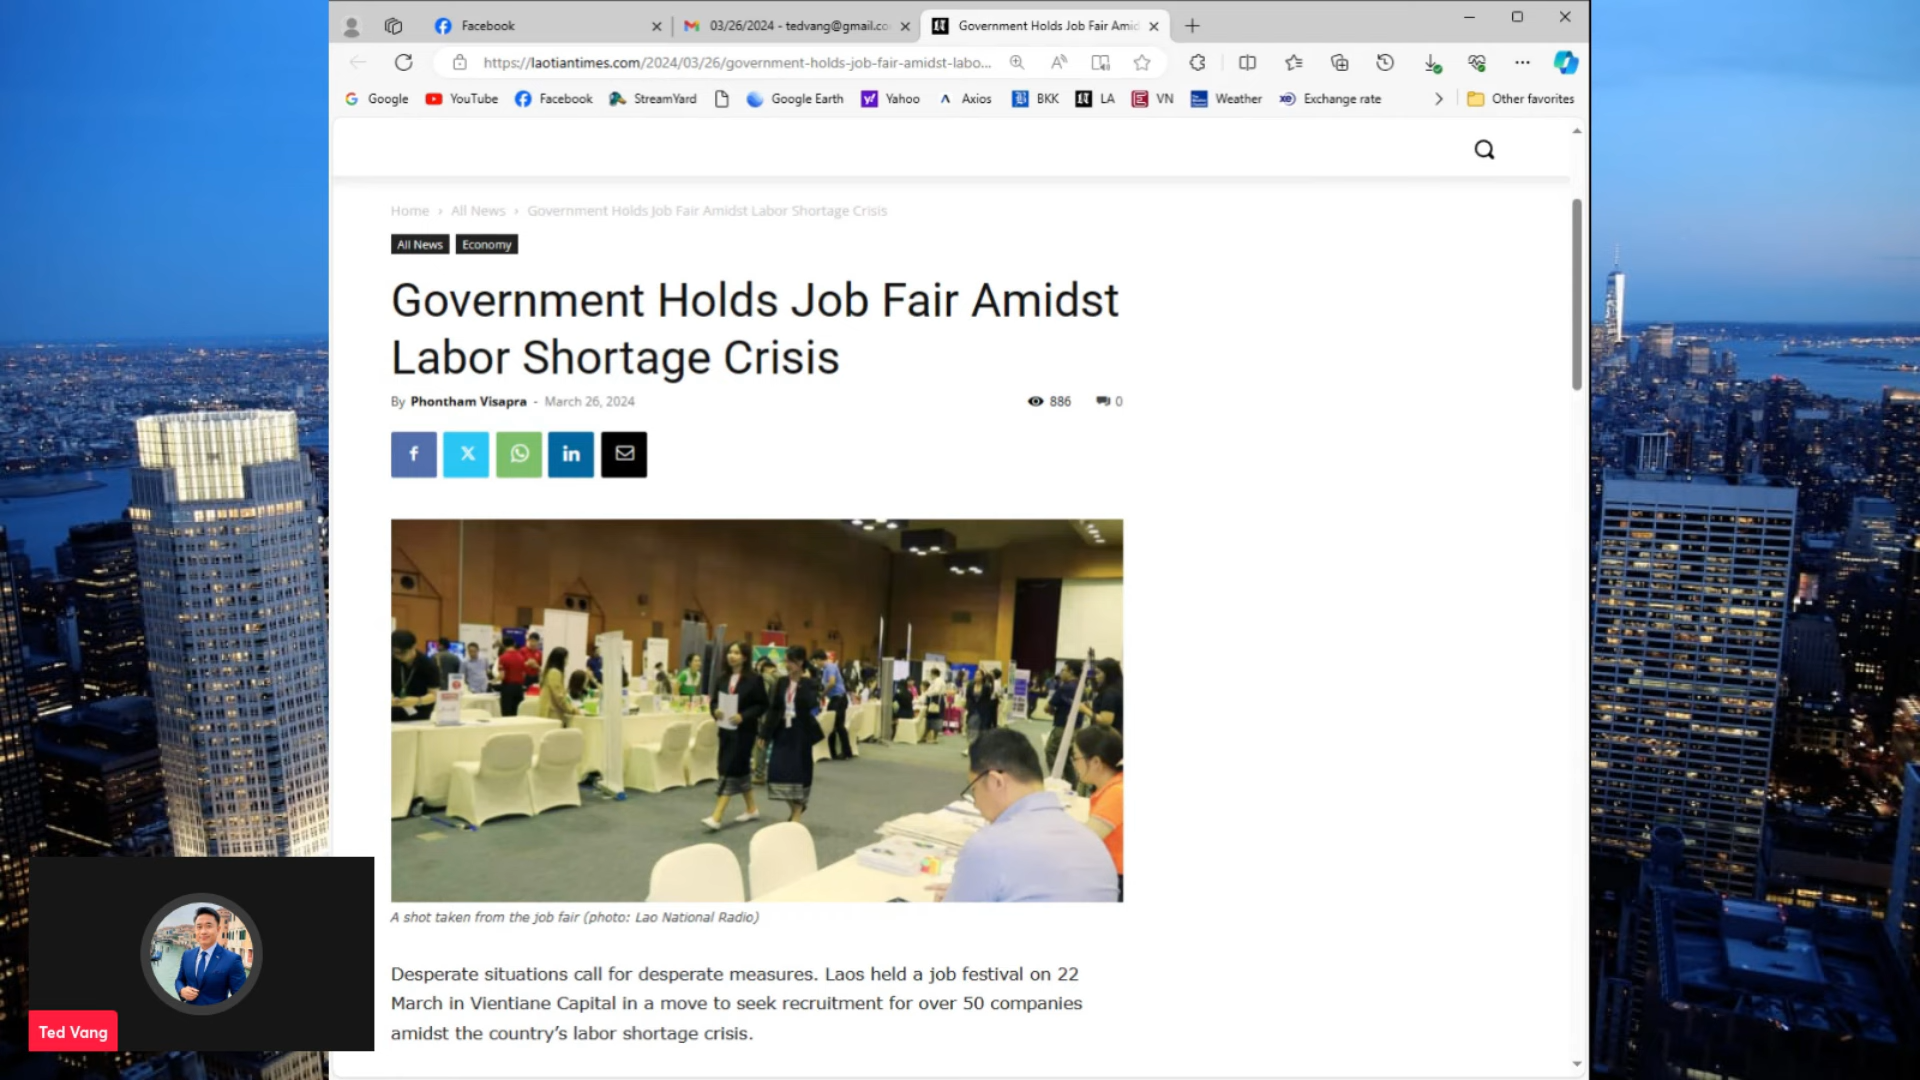 Facebook
03/26/2024 - tedvang@gmail.co
Government Holds Job Fair Amid
https://laotiantimes.com/2024/03/26/government-holds-job-fair-amidst-labo...
Google YouTube Facebook StreamYard Google Earth Yahoo Axios BKK LA VN Weather Exchange rate Other favorites
Home › All News › Government Holds Job Fair Amidst Labor Shortage Crisis
All News Economy
Government Holds Job Fair Amidst
Labor Shortage Crisis
By Phontham Visapra - March 26, 2024 886 0
A shot taken from the job fair (photo: Lao National Radio)
Desperate situations call for desperate measures. Laos held a job festival on 22
March in Vientiane Capital in a move to seek recruitment for over 50 companies
amidst the country’s labor shortage crisis.
Ted Vang